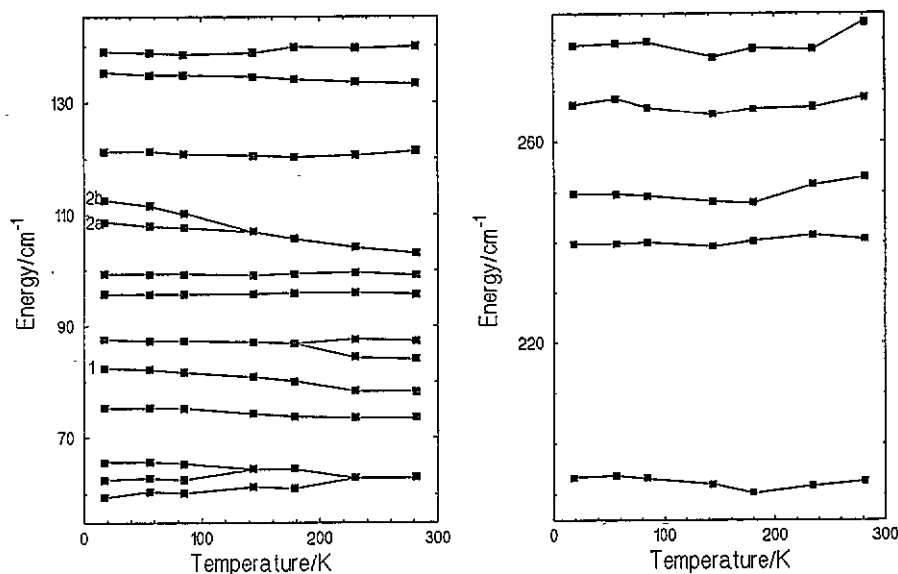 130
110
90
70
2b
2a
1
Energy/cm-1
0
100
200
300
Temperature/K
260
220
Energy/cm-1
0
100
200
300
Temperature/K